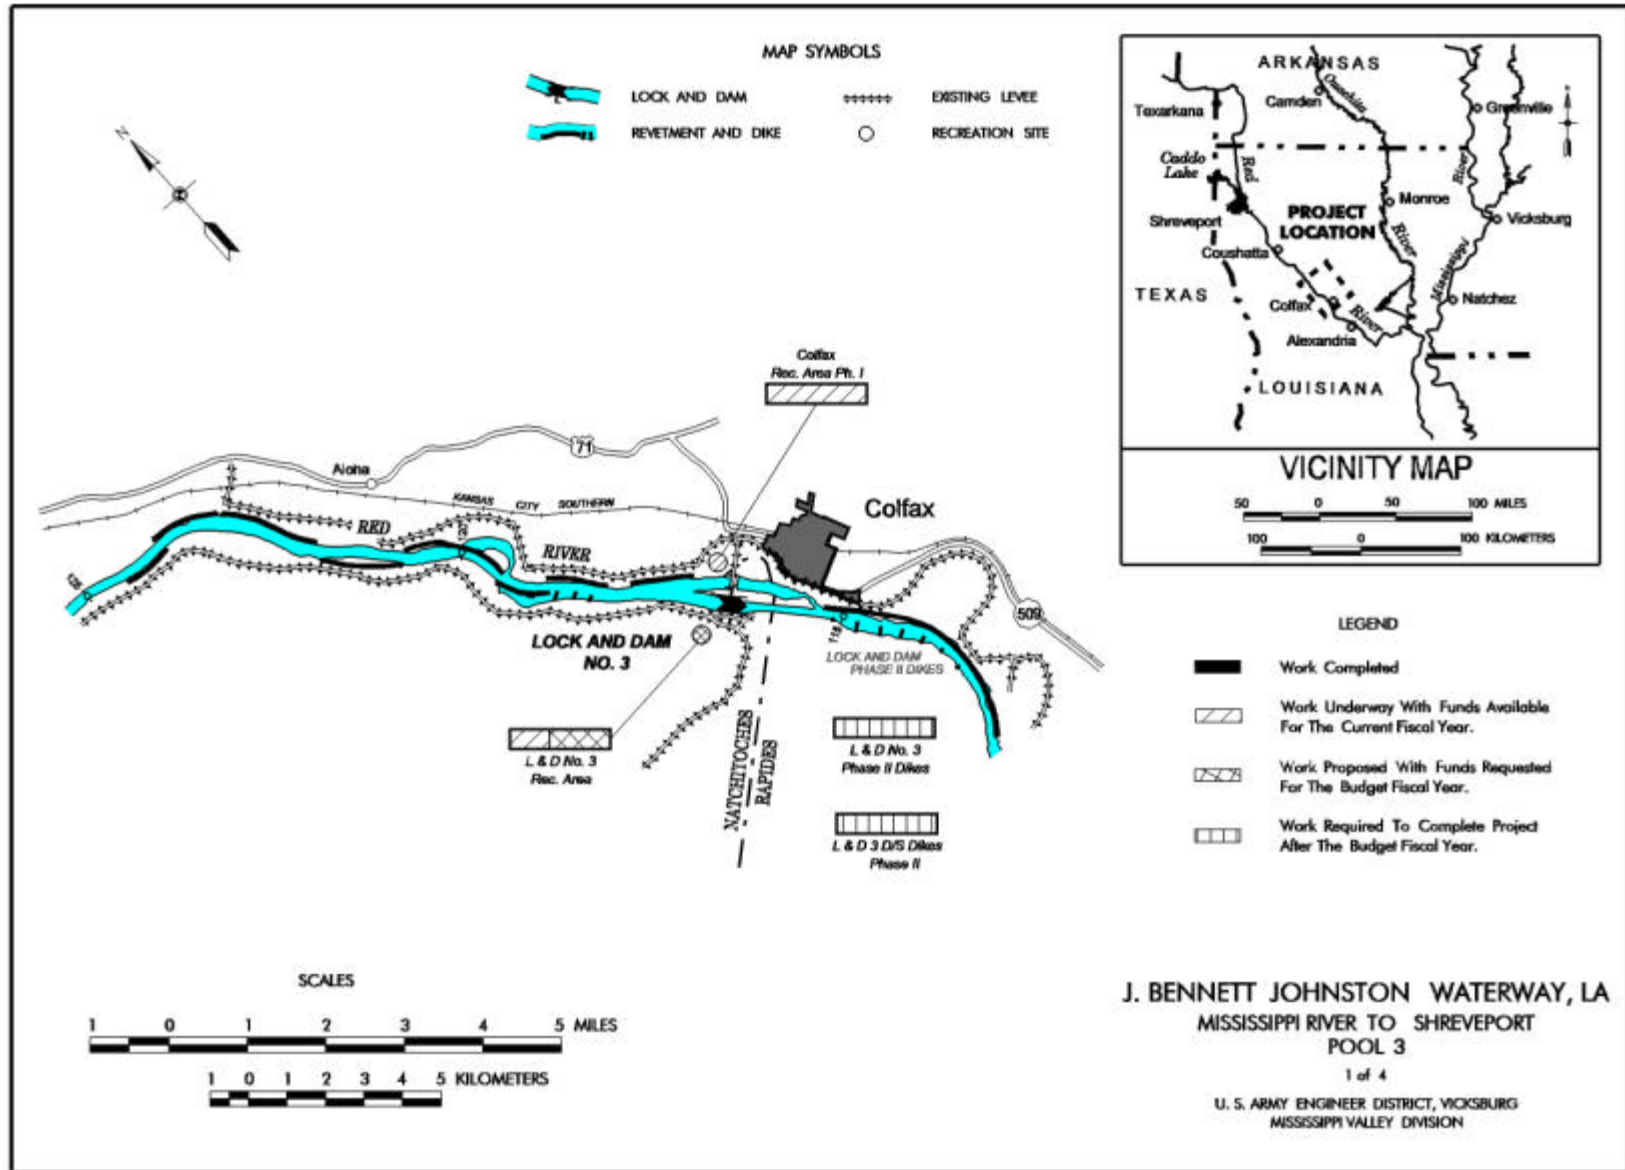 MAP SYMBOLS
LOCK AND DAM
EXISTING LEVEE
REVETMENT AND DIKE
RECREATION SITE
N
ARKANSAS
Ouachita
Camden
Texarkana
Greenville
Caddo
Lake
Red
River
Monroe
Shreveport
PROJECT
LOCATION
River
Vicksburg
Coushatta
Mississippi
TEXAS
Colfax
River
Natchez
Alexandria
LOUISIANA
VICINITY MAP
50 0 50 100 MILES
100 0 100 KILOMETERS
Colfax
Rec. Area Ph. I
71
Aloha
KANSAS CITY SOUTHERN
Colfax
RED
RIVER
120
509
LOCK AND DAM
NO. 3
LOCK AND DAM
PHASE II DIKES
L & D No. 3
Rec. Area
NATCHITOCHES
RAPIDES
L & D No. 3
Phase II Dikes
L & D 3 D/S Dikes
Phase II
LEGEND
Work Completed
Work Underway With Funds Available
For The Current Fiscal Year.
Work Proposed With Funds Requested
For The Budget Fiscal Year.
Work Required To Complete Project
After The Budget Fiscal Year.
SCALES
1 0 1 2 3 4 5 MILES
1 0 1 2 3 4 5 KILOMETERS
J. BENNETT JOHNSTON WATERWAY, LA
MISSISSIPPI RIVER TO SHREVEPORT
POOL 3
1 of 4
U. S. ARMY ENGINEER DISTRICT, VICKSBURG
MISSISSIPPI VALLEY DIVISION